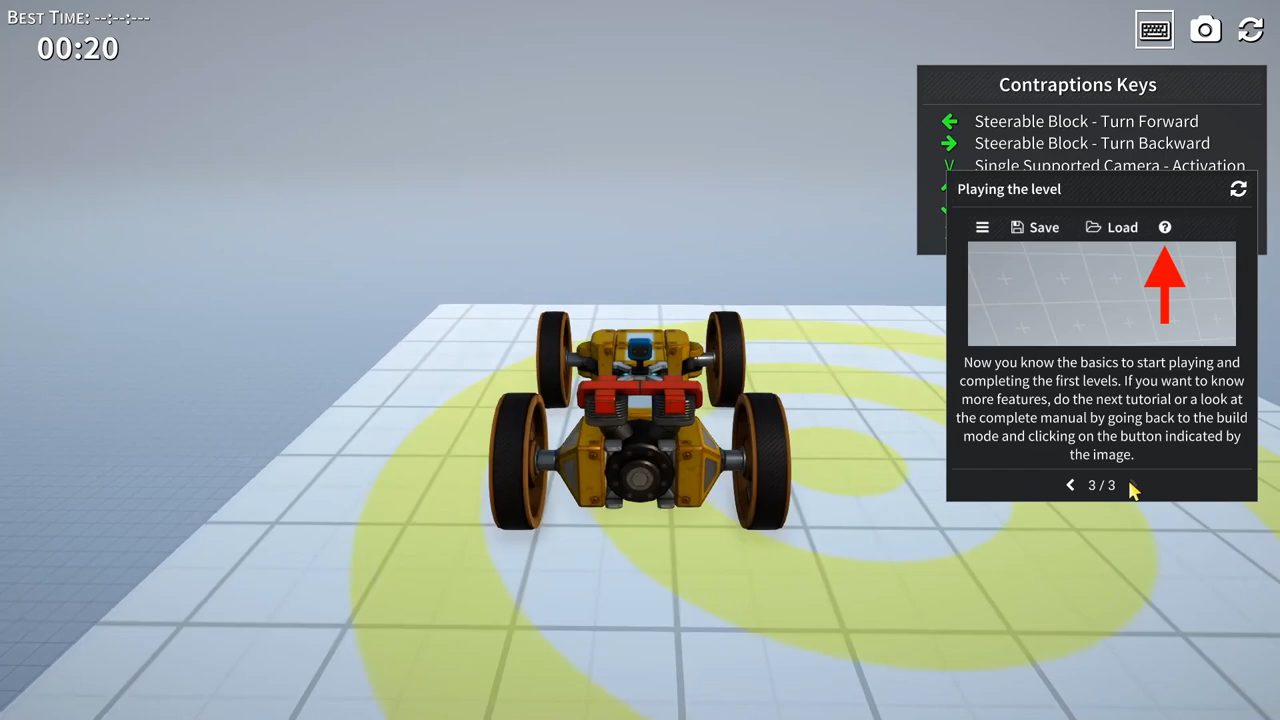 BEST TIME: --:--:---
00:20
Contraptions Keys
Steerable Block - Turn Forward
Steerable Block - Turn Backward
V Single Supported Camera - Activation
Playing the level
Save Load
Now you know the basics to start playing and
completing the first levels. If you want to know
more features, do the next tutorial or a look at
the complete manual by going back to the build
mode and clicking on the button indicated by
the image.
3 / 3